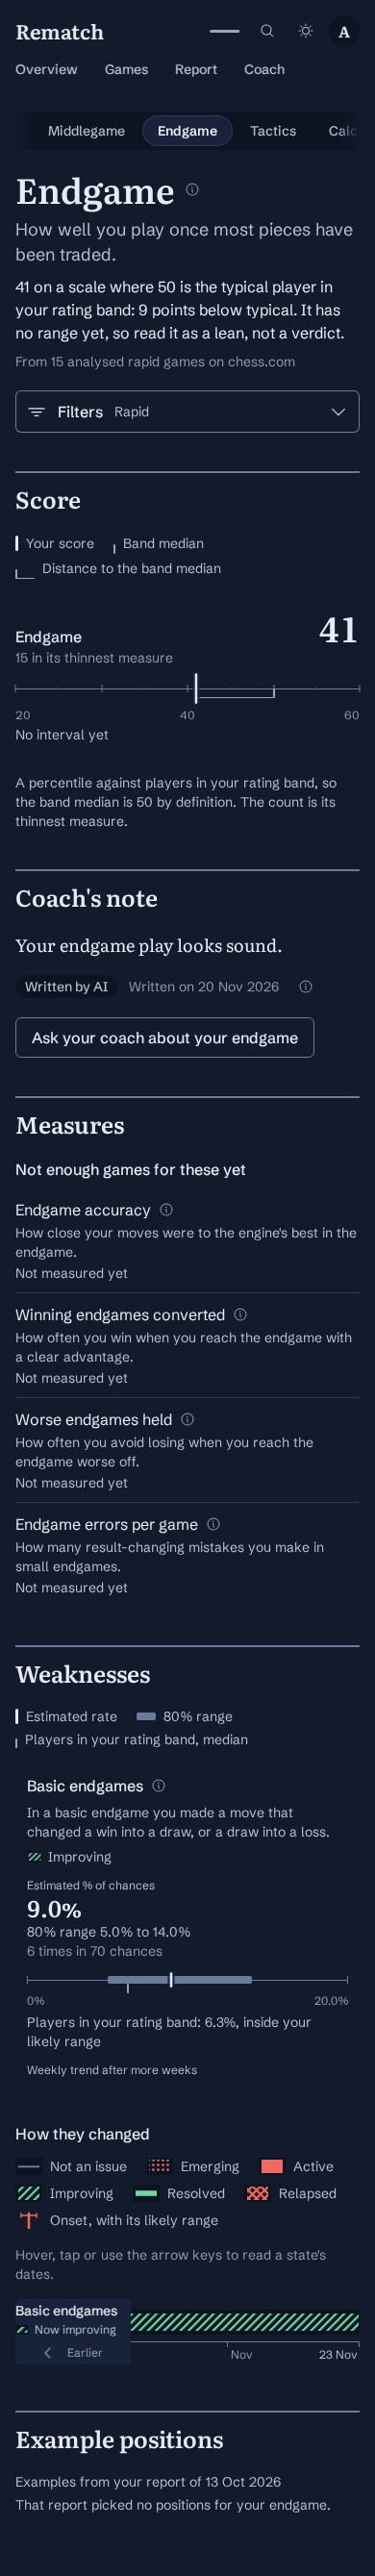 Rematch
A
Overview Games Report Coach
Middlegame Endgame Tactics Calc
Endgame
How well you play once most pieces have
been traded.
41 on a scale where 50 is the typical player in
your rating band: 9 points below typical. It has
no range yet, so read it as a lean, not a verdict.
From 15 analysed rapid games on chess.com
Filters Rapid
Score
Your score Band median
Distance to the band median
Endgame 41
15 in its thinnest measure
20 40 60
No interval yet
A percentile against players in your rating band, so
the band median is 50 by definition. The count is its
thinnest measure.
Coach's note
Your endgame play looks sound.
Written by AI Written on 20 Nov 2026
Ask your coach about your endgame
Measures
Not enough games for these yet
Endgame accuracy
How close your moves were to the engine's best in the
endgame.
Not measured yet
Winning endgames converted
How often you win when you reach the endgame with
a clear advantage.
Not measured yet
Worse endgames held
How often you avoid losing when you reach the
endgame worse off.
Not measured yet
Endgame errors per game
How many result-changing mistakes you make in
small endgames.
Not measured yet
Weaknesses
Estimated rate 80% range
Players in your rating band, median
Basic endgames
In a basic endgame you made a move that
changed a win into a draw, or a draw into a loss.
Improving
Estimated % of chances
9.0%
80% range 5.0% to 14.0%
6 times in 70 chances
0% 20.0%
Players in your rating band: 6.3%, inside your
likely range
Weekly trend after more weeks
How they changed
Not an issue Emerging Active
Improving Resolved Relapsed
Onset, with its likely range
Hover, tap or use the arrow keys to read a state's
dates.
Basic endgames
Now improving
Earlier Nov 23 Nov
Example positions
Examples from your report of 13 Oct 2026
That report picked no positions for your endgame.